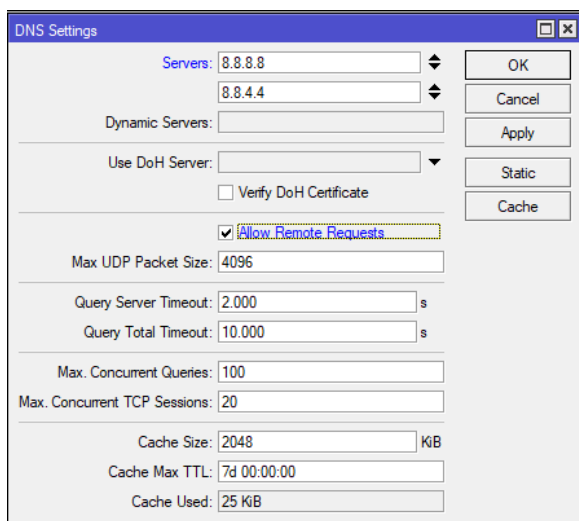 DNS Settings
Servers: 8.8.8.8
8.8.4.4
Dynamic Servers:
Use DoH Server:
Verify DoH Certificate
Allow Remote Requests
Max UDP Packet Size: 4096
Query Server Timeout: 2.000 s
Query Total Timeout: 10.000 s
Max. Concurrent Queries: 100
Max. Concurrent TCP Sessions: 20
Cache Size: 2048 KiB
Cache Max TTL: 7d 00:00:00
Cache Used: 25 KiB
OK
Cancel
Apply
Static
Cache